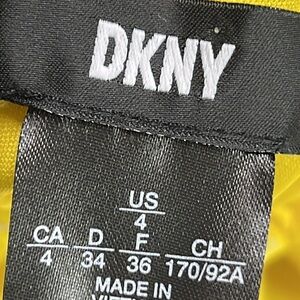 DKNY
US
4
CA D F CH
4 34 36 170/92A
MADE IN